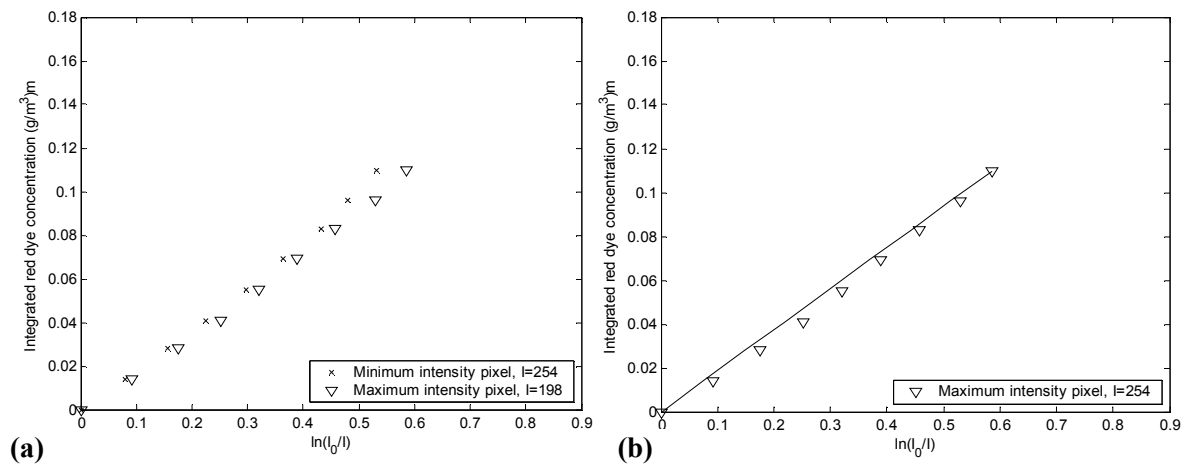 0.18
0.16
0.14
0.12
0.1
0.08
0.06
0.04
0.02
0
Integrated red dye concentration (g/m³)m
Minimum intensity pixel, I=254
Maximum intensity pixel, I=198
0 0.1 0.2 0.3 0.4 0.5 0.6 0.7 0.8 0.9
ln(I₀/I)
(a)
0.18
0.16
0.14
0.12
0.1
0.08
0.06
0.04
0.02
0
Integrated red dye concentration (g/m³)m
Maximum intensity pixel, I=254
0 0.1 0.2 0.3 0.4 0.5 0.6 0.7 0.8 0.9
ln(I₀/I)
(b)